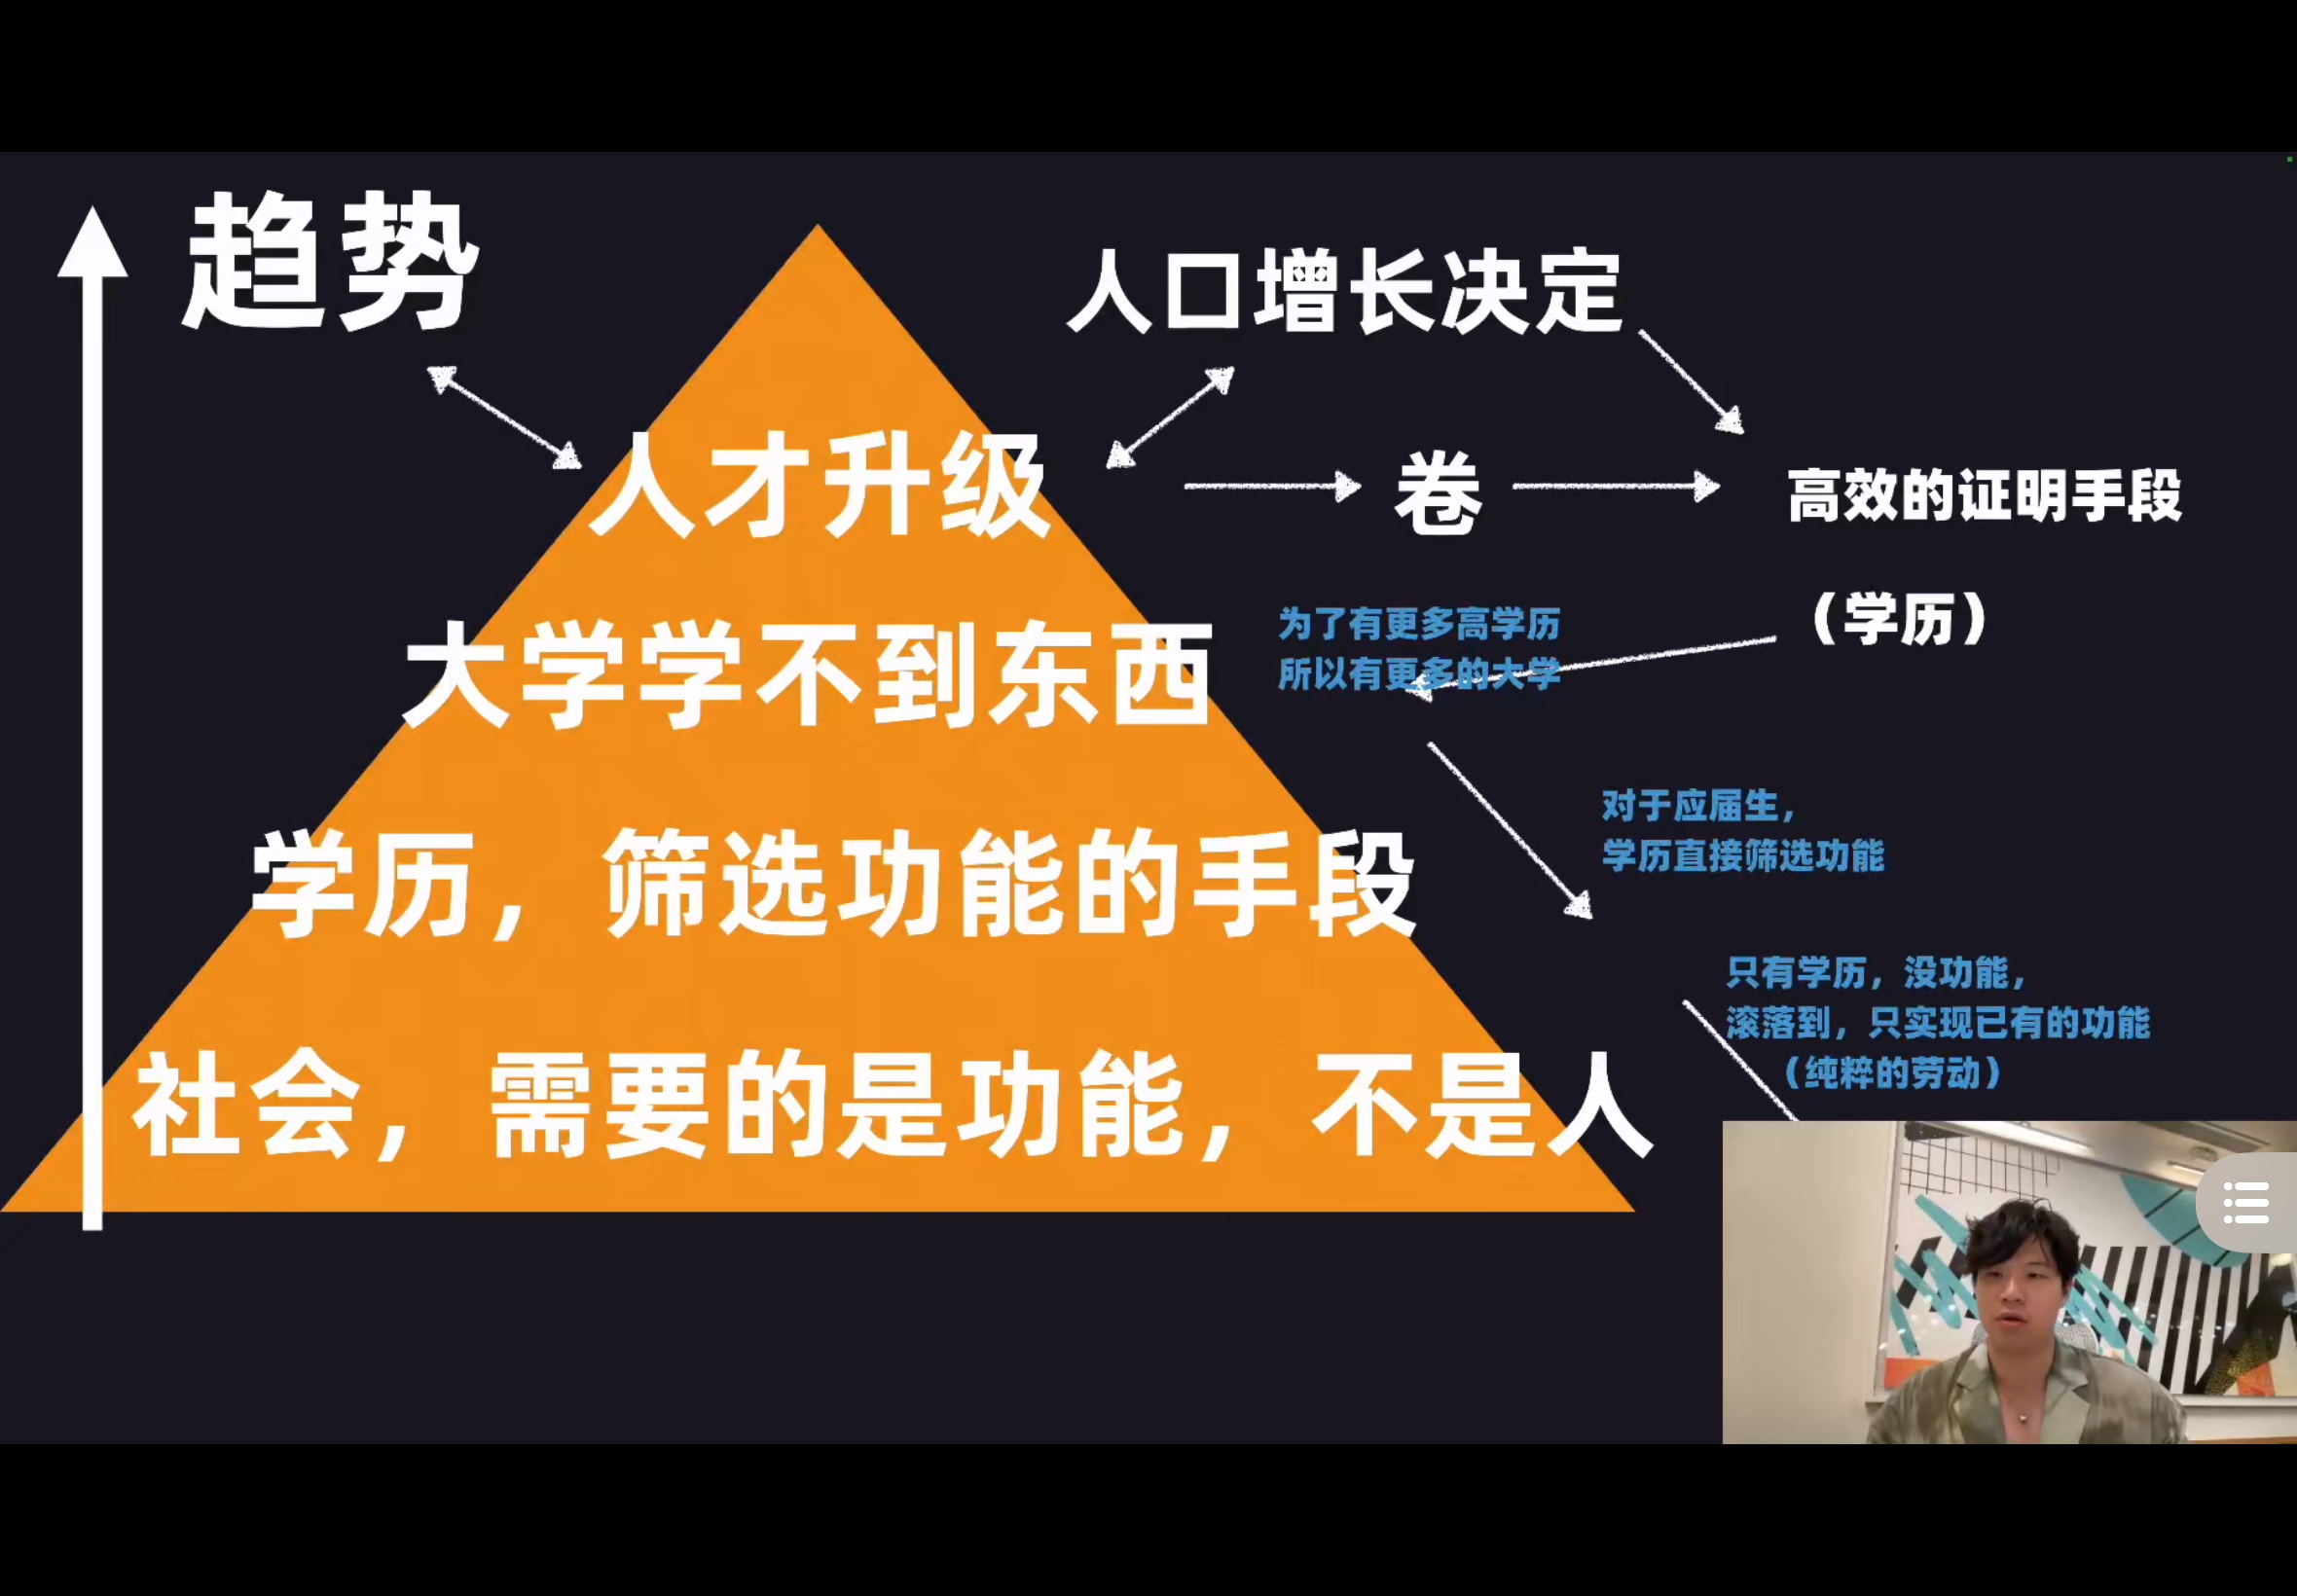 趋势
人口增长决定
人才升级
卷
高效的证明手段
（学历）
大学学不到东西
为了有更多高学历
所以有更多的大学
学历，筛选功能的手段
对于应届生，
学历直接筛选功能
社会，需要的是功能，不是人
只有学历，没功能，
滚落到，只实现已有的功能
（纯粹的劳动）